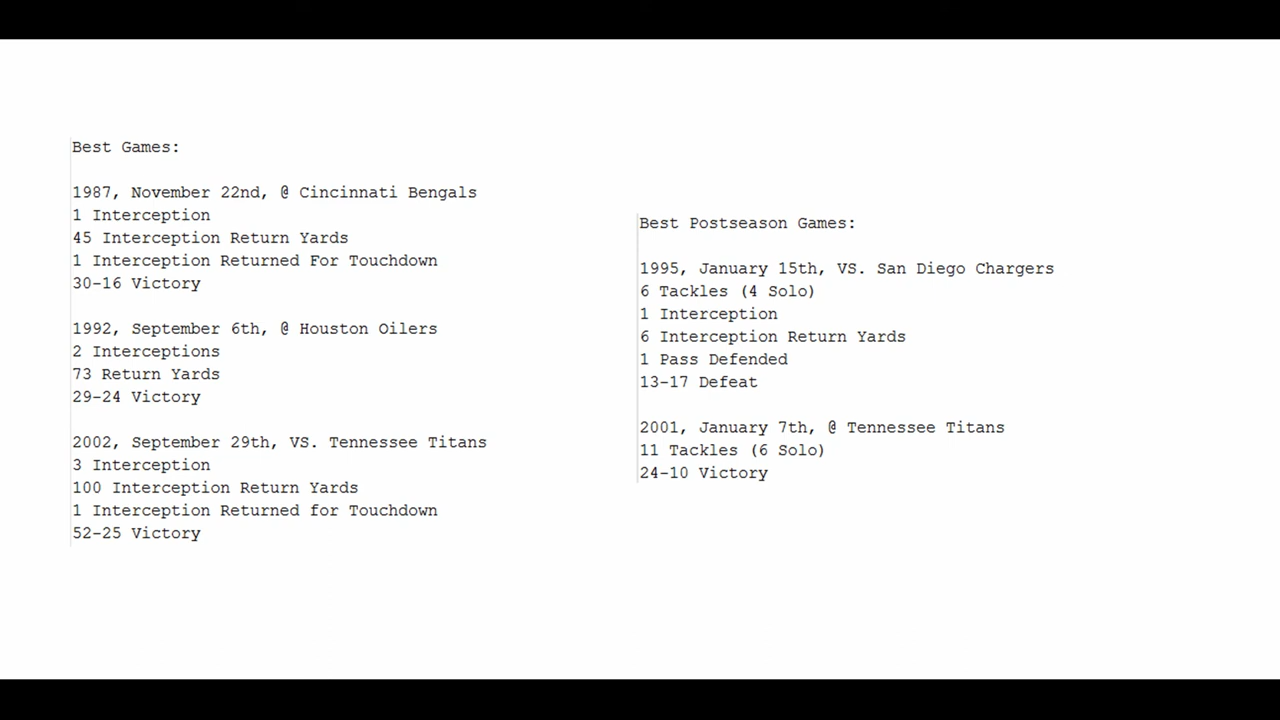 Best Games:
1987, November 22nd, @ Cincinnati Bengals
1 Interception
45 Interception Return Yards
1 Interception Returned For Touchdown
30-16 Victory
1992, September 6th, @ Houston Oilers
2 Interceptions
73 Return Yards
29-24 Victory
2002, September 29th, VS. Tennessee Titans
3 Interception
100 Interception Return Yards
1 Interception Returned for Touchdown
52-25 Victory
Best Postseason Games:
1995, January 15th, VS. San Diego Chargers
6 Tackles (4 Solo)
1 Interception
6 Interception Return Yards
1 Pass Defended
13-17 Defeat
2001, January 7th, @ Tennessee Titans
11 Tackles (6 Solo)
24-10 Victory